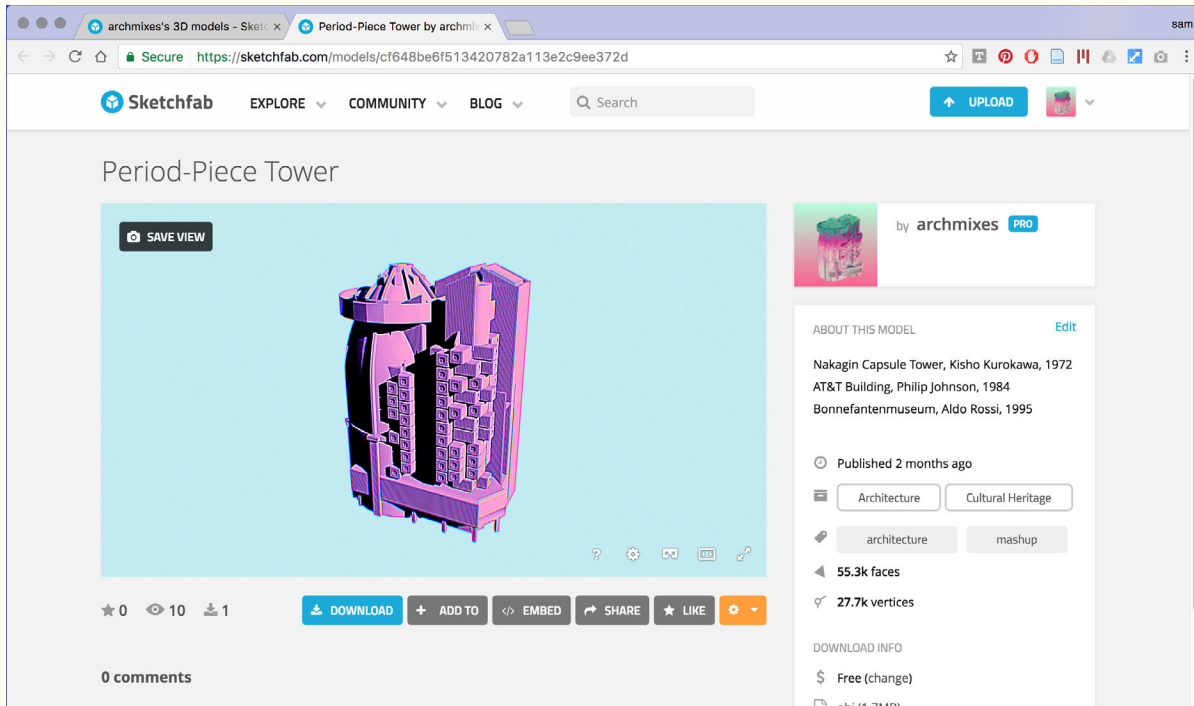 archmixes's 3D models - Sketc
Period-Piece Tower by archmix
sam
Secure https://sketchfab.com/models/cf648be6f513420782a113e2c9ee372d
Sketchfab EXPLORE COMMUNITY BLOG Search UPLOAD
Period-Piece Tower
SAVE VIEW
by archmixes PRO
ABOUT THIS MODEL Edit
Nakagin Capsule Tower, Kisho Kurokawa, 1972
AT&T Building, Philip Johnson, 1984
Bonnefantenmuseum, Aldo Rossi, 1995
Published 2 months ago
Architecture Cultural Heritage
architecture mashup
55.3k faces
27.7k vertices
0 10 1 DOWNLOAD + ADD TO </> EMBED SHARE LIKE
DOWNLOAD INFO
$ Free (change)
0 comments